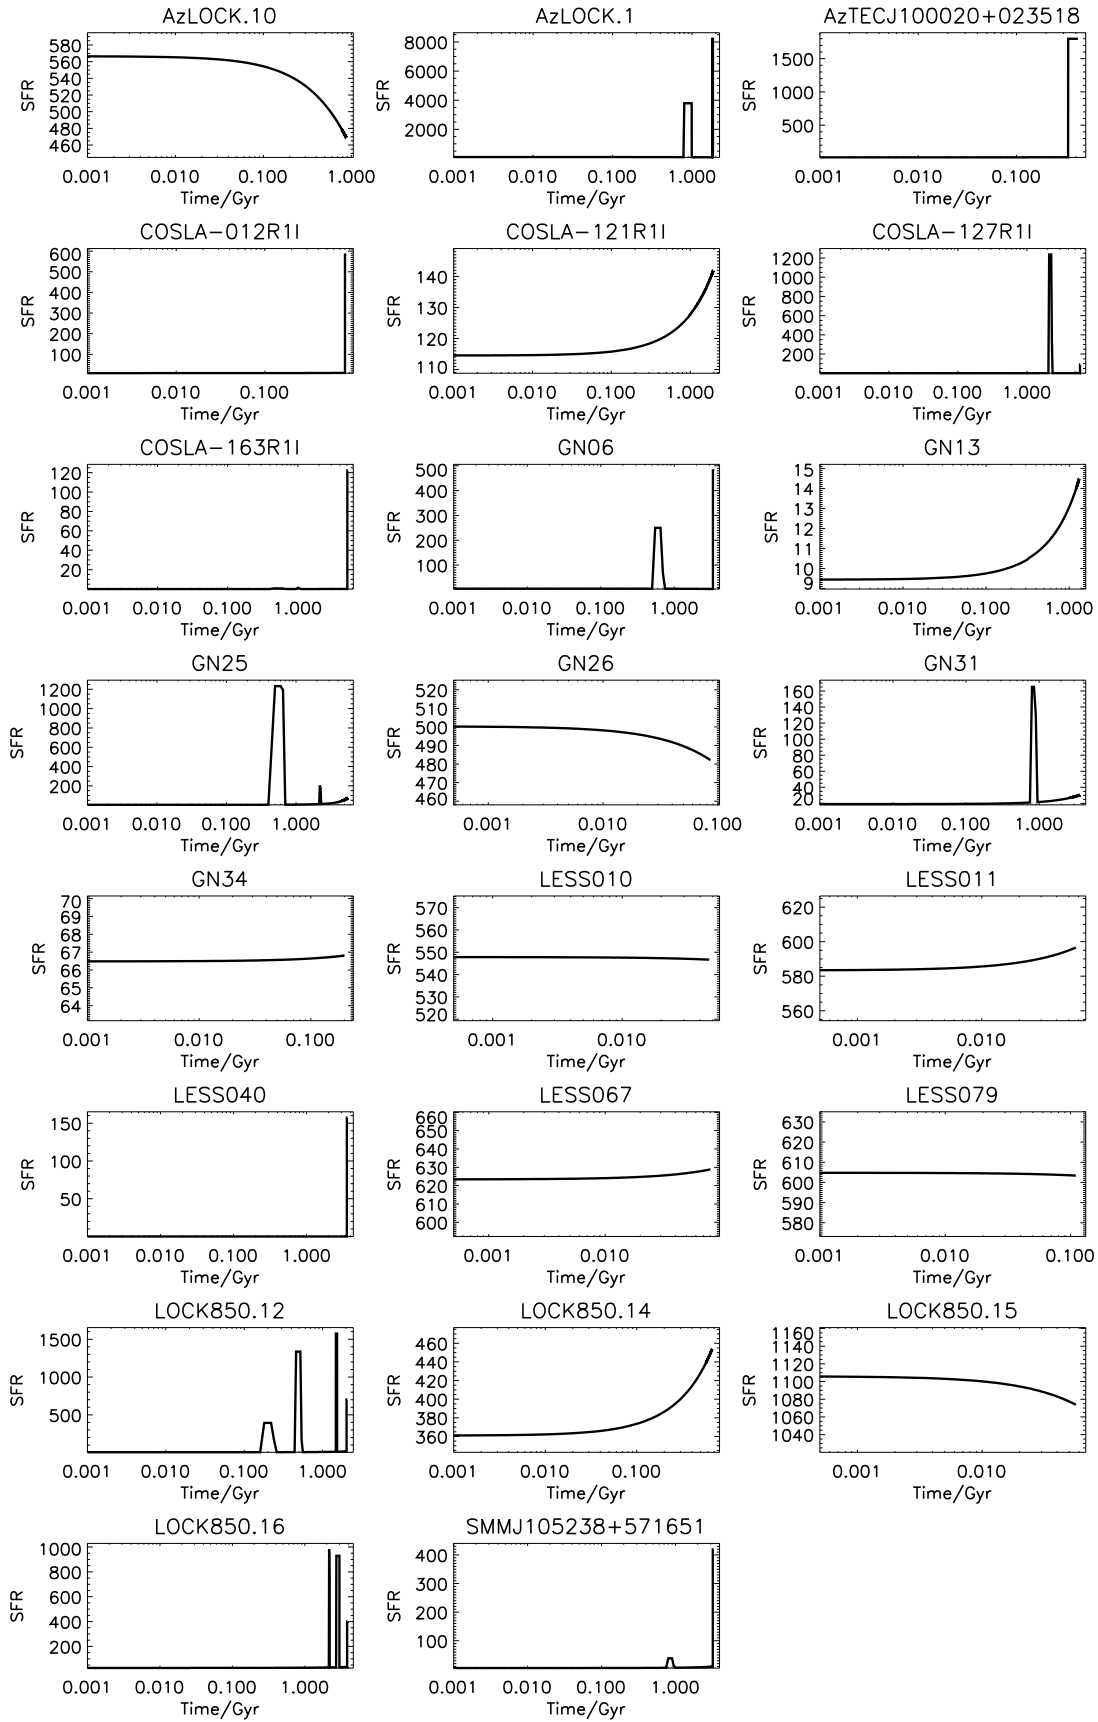 AzLOCK.10
580
560
540
520
500
480
460
SFR
0.001 0.010 0.100 1.000
Time/Gyr
AzLOCK.1
8000
6000
4000
2000
SFR
0.001 0.010 0.100 1.000
Time/Gyr
AzTECJ100020+023518
1500
1000
500
SFR
0.001 0.010 0.100
Time/Gyr
COSLA-012R1I
600
500
400
300
200
100
SFR
0.001 0.010 0.100
Time/Gyr
COSLA-121R1I
140
130
120
110
SFR
0.001 0.010 0.100 1.000
Time/Gyr
COSLA-127R1I
1200
1000
800
600
400
200
SFR
0.001 0.010 0.100 1.000
Time/Gyr
COSLA-163R1I
120
100
80
60
40
20
SFR
0.001 0.010 0.100 1.000
Time/Gyr
GN06
500
400
300
200
100
SFR
0.001 0.010 0.100 1.000
Time/Gyr
GN13
15
14
13
12
11
10
9
SFR
0.001 0.010 0.100 1.000
Time/Gyr
GN25
1200
1000
800
600
400
200
SFR
0.001 0.010 0.100 1.000
Time/Gyr
GN26
520
510
500
490
480
470
460
SFR
0.001 0.010 0.100
Time/Gyr
GN31
160
140
120
100
80
60
40
20
SFR
0.001 0.010 0.100 1.000
Time/Gyr
GN34
70
69
68
67
66
65
64
SFR
0.001 0.010 0.100
Time/Gyr
LESS010
570
560
550
540
530
520
SFR
0.001 0.010
Time/Gyr
LESS011
620
600
580
560
SFR
0.001 0.010
Time/Gyr
LESS040
150
100
50
SFR
0.001 0.010 0.100 1.000
Time/Gyr
LESS067
660
650
640
630
620
610
600
SFR
0.001 0.010
Time/Gyr
LESS079
630
620
610
600
590
580
SFR
0.001 0.010 0.100
Time/Gyr
LOCK850.12
1500
1000
500
SFR
0.001 0.010 0.100 1.000
Time/Gyr
LOCK850.14
460
440
420
400
380
360
SFR
0.001 0.010 0.100
Time/Gyr
LOCK850.15
1160
1140
1120
1100
1080
1060
1040
SFR
0.001 0.010
Time/Gyr
LOCK850.16
1000
800
600
400
200
SFR
0.001 0.010 0.100 1.000
Time/Gyr
SMMJ105238+571651
400
300
200
100
SFR
0.001 0.010 0.100 1.000
Time/Gyr